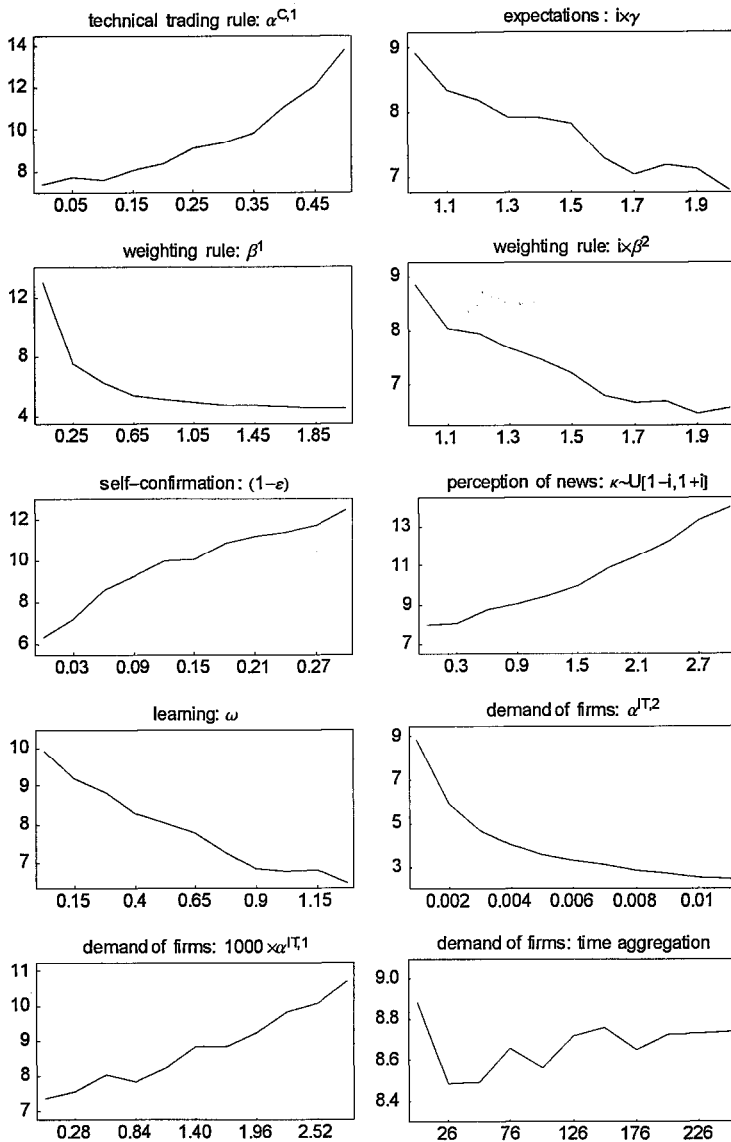 technical trading rule: α^C,1
14
12
10
8
0.05 0.15 0.25 0.35 0.45
expectations : i×γ
9
8
7
1.1 1.3 1.5 1.7 1.9
weighting rule: β^1
12
8
4
0.25 0.65 1.05 1.45 1.85
weighting rule: i×β^2
9
8
7
1.1 1.3 1.5 1.7 1.9
self-confirmation : (1-ε)
12
10
8
6
0.03 0.09 0.15 0.21 0.27
perception of news: κ~U[1-i,1+i]
13
11
9
7
0.3 0.9 1.5 2.1 2.7
learning: ω
10
9
8
7
0.15 0.4 0.65 0.9 1.15
demand of firms: α^IT,2
9
7
5
3
0.002 0.004 0.006 0.008 0.01
demand of firms: 1000×α^IT,1
11
10
9
8
7
0.28 0.84 1.40 1.96 2.52
demand of firms: time aggregation
9.0
8.8
8.6
8.4
26 76 126 176 226